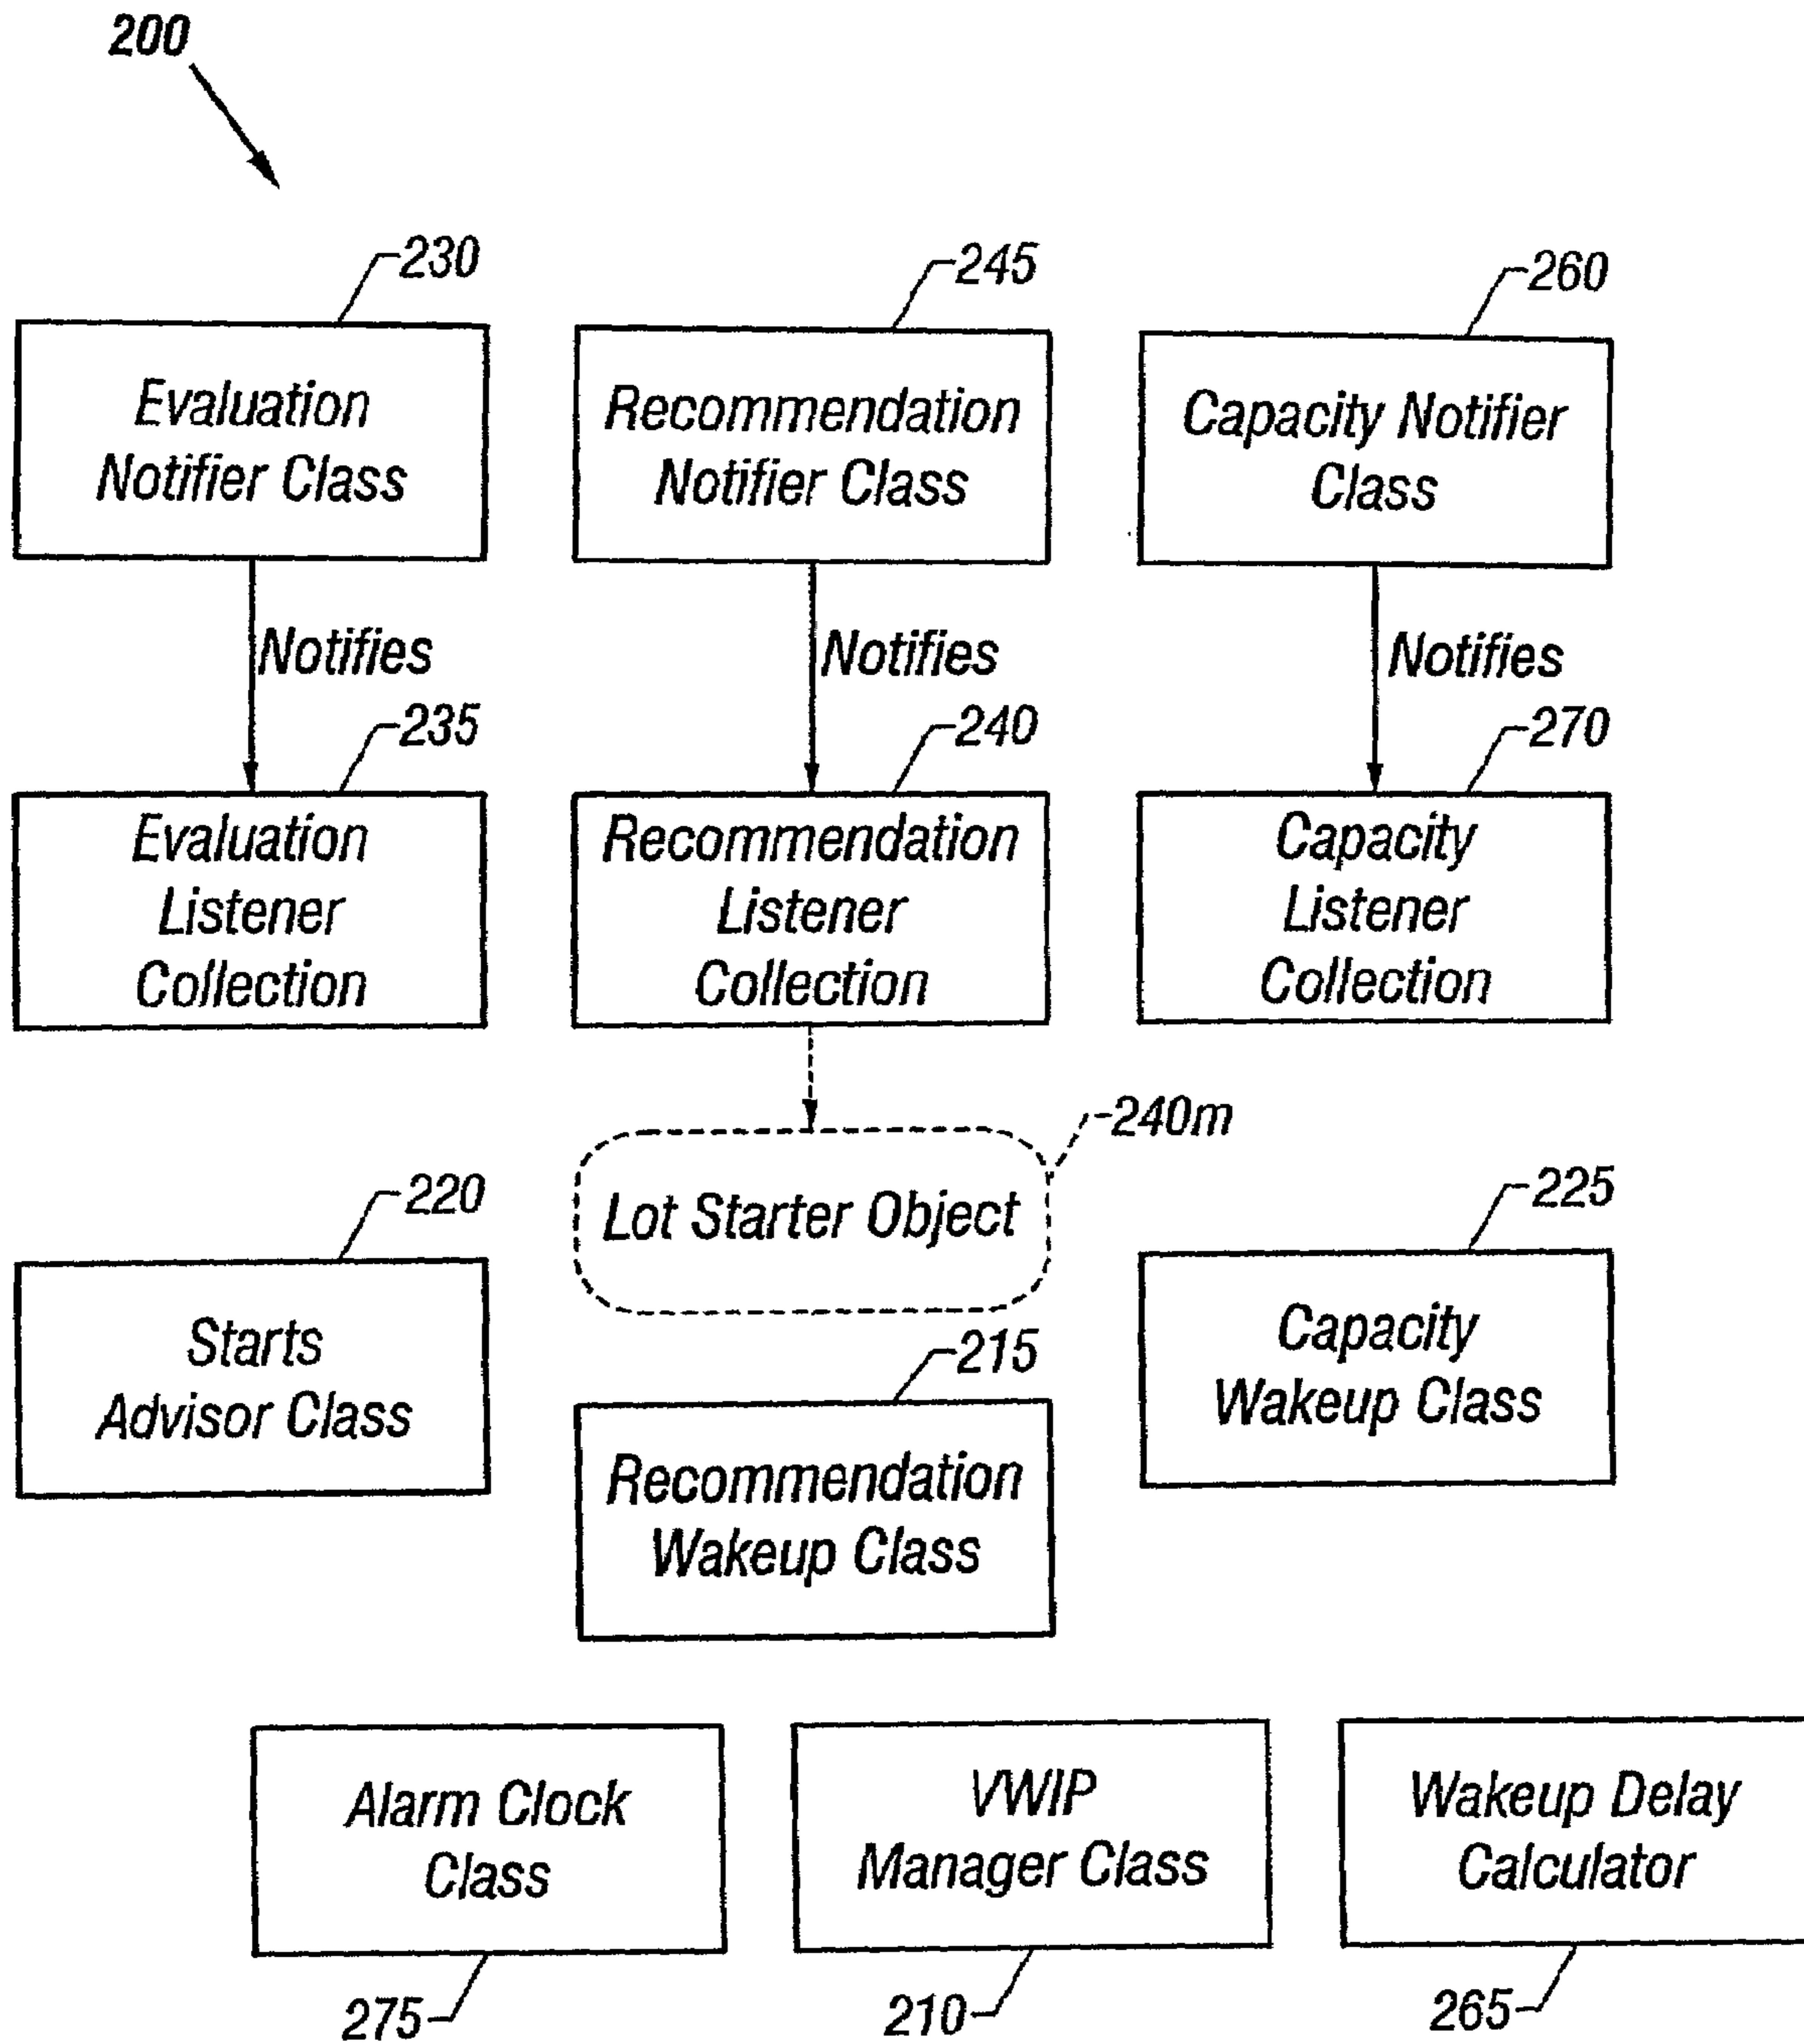 200
230
245
260
Evaluation
Notifier Class
Recommendation
Notifier Class
Capacity Notifier
Class
Notifies
Notifies
Notifies
235
240
270
Evaluation
Listener
Collection
Recommendation
Listener
Collection
Capacity
Listener
Collection
240m
Lot Starter Object
220
225
Starts
Advisor Class
Capacity
Wakeup Class
215
Recommendation
Wakeup Class
Alarm Clock
Class
VWIP
Manager Class
Wakeup Delay
Calculator
275
210
265